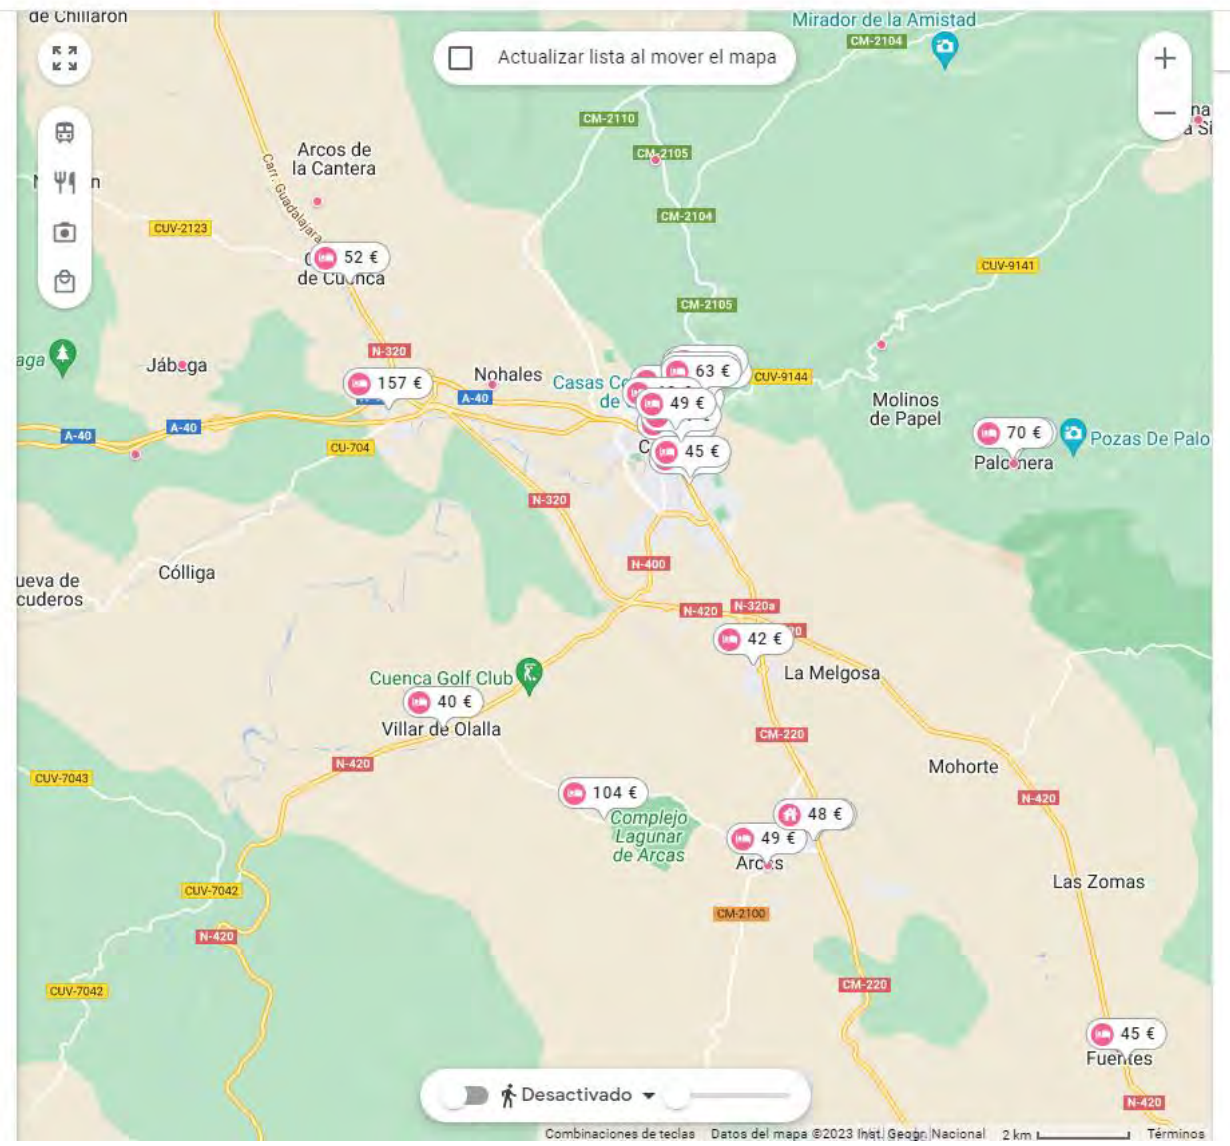 de Chillarón
Mirador de la Amistad
CM-2104
Actualizar lista al mover el mapa
CM-2110
CM-2105
Arcos de
la Cantera
Carr. Guadalajara
CUV-2123
CM-2104
52 €
de Cuenca
CUV-9141
CM-2105
N-320
Jábaga
157 €
Nohales
63 €
CUV-9144
Casas
de
49 €
A-40
A-40
A-40
CU-704
45 €
Molinos
de Papel
70 €
Pozas De Palo
Palomera
N-320
N-400
Cólliga
ueva de
cuderos
N-420
N-320a
42 €
La Melgosa
Cuenca Golf Club
40 €
Villar de Olalla
CM-220
N-420
CUV-7043
Mohorte
N-420
104 €
Complejo
Lagunar
de Arcas
48 €
49 €
Arcas
CUV-7042
Las Zomas
CM-2100
N-420
CUV-7042
CM-220
45 €
Fuentes
Desactivado
N-420
Combinaciones de teclas
Datos del mapa ©2023 Inst. Geogr. Nacional
2 km
Términos